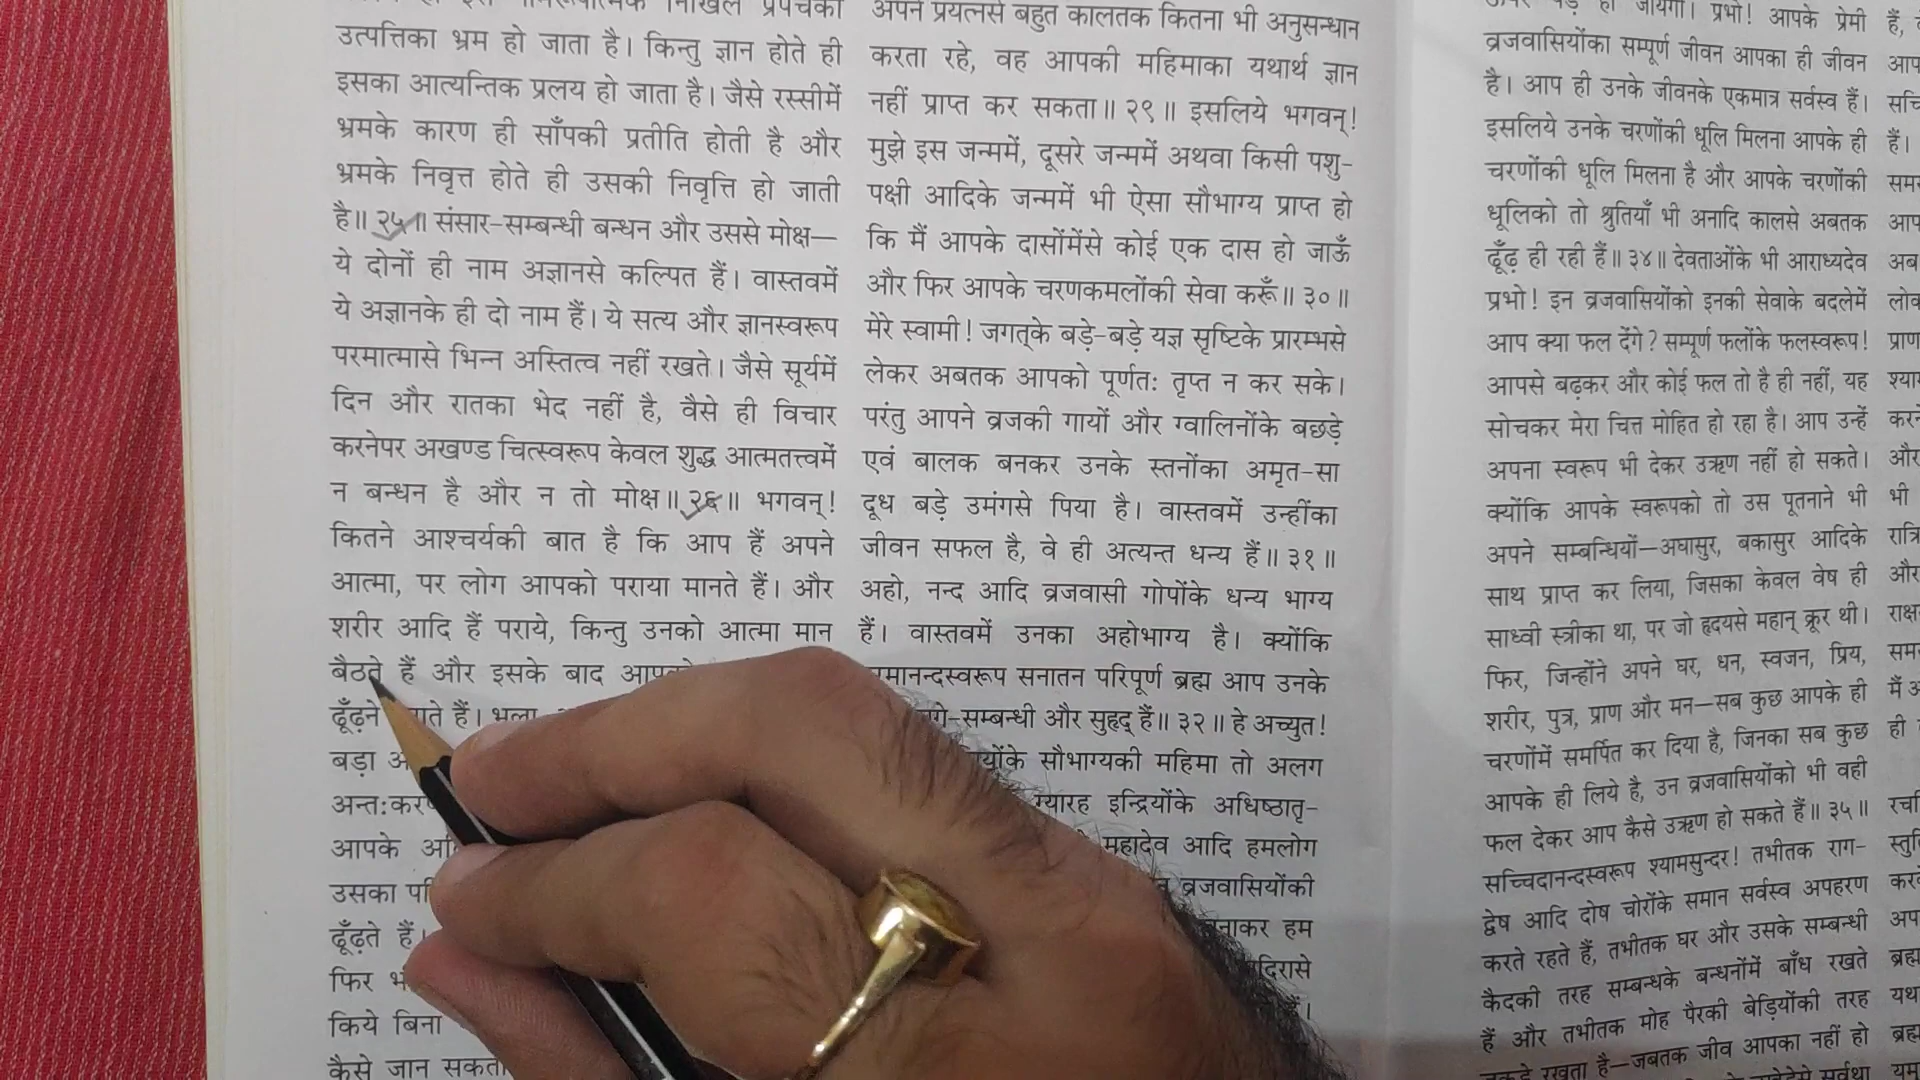 उत्पत्तिका भ्रम हो जाता है। किन्तु ज्ञान होते ही
इसका आत्यन्तिक प्रलय हो जाता है। जैसे रस्सीमें
भ्रमके कारण ही साँपकी प्रतीति होती है और
भ्रमके निवृत्त होते ही उसकी निवृत्ति हो जाती
है॥ २५॥ संसार-सम्बन्धी बन्धन और उससे मोक्ष—
ये दोनों ही नाम अज्ञानसे कल्पित हैं। वास्तवमें
ये अज्ञानके ही दो नाम हैं। ये सत्य और ज्ञानस्वरूप
परमात्मासे भिन्न अस्तित्व नहीं रखते। जैसे सूर्यमें
दिन और रातका भेद नहीं है, वैसे ही विचार
करनेपर अखण्ड चित्स्वरूप केवल शुद्ध आत्मतत्त्वमें
न बन्धन है और न तो मोक्ष॥ २६॥ भगवन्!
कितने आश्चर्यकी बात है कि आप हैं अपने
आत्मा, पर लोग आपको पराया मानते हैं। और
शरीर आदि हैं पराये, किन्तु उनको आत्मा मान
बैठते हैं और इसके बाद
ढूँढ़ने हैं। भला
बड़ा
आपके
उसका
ढूँढ़ते हैं।
फिर
किये बिना
कैसे जान
अपने प्रयत्नसे बहुत कालतक कितना भी अनुसन्धान
करता रहे, वह आपकी महिमाका यथार्थ ज्ञान
नहीं प्राप्त कर सकता॥ २९॥ इसलिये भगवन्!
मुझे इस जन्ममें, दूसरे जन्ममें अथवा किसी पशु-
पक्षी आदिके जन्ममें भी ऐसा सौभाग्य प्राप्त हो
कि मैं आपके दासोंमेंसे कोई एक दास हो जाऊँ
और फिर आपके चरणकमलोंकी सेवा करूँ॥ ३०॥
मेरे स्वामी! जगत्‌के बड़े-बड़े यज्ञ सृष्टिके प्रारम्भसे
लेकर अबतक आपको पूर्णतः तृप्त न कर सके।
परंतु आपने व्रजकी गायों और ग्वालिनोंके बछड़े
एवं बालक बनकर उनके स्तनोंका अमृत-सा
दूध बड़े उमंगसे पिया है। वास्तवमें उन्हींका
जीवन सफल है, वे ही अत्यन्त धन्य हैं॥ ३१॥
अहो, नन्द आदि व्रजवासी गोपोंके धन्य भाग्य
हैं। वास्तवमें उनका अहोभाग्य है। क्योंकि
सनातन परिपूर्ण ब्रह्म आप उनके
सम्बन्धी और सुहृद् हैं॥ ३२॥ हे अच्युत!
सौभाग्यकी महिमा तो अलग
इन्द्रियोंके अधिष्ठातृ-
महादेव आदि हमलोग
व्रजवासियोंकी
हम
व्रजवासियोंका सम्पूर्ण जीवन आपका ही जीवन
है। आप ही उनके जीवनके एकमात्र सर्वस्व हैं।
इसलिये उनके चरणोंकी धूलि मिलना आपके ही
चरणोंकी धूलि मिलना है और आपके चरणोंकी
धूलिको तो श्रुतियाँ भी अनादि कालसे अबतक
ढूँढ़ ही रही हैं॥ ३४॥ देवताओंके भी आराध्यदेव
प्रभो! इन व्रजवासियोंको इनकी सेवाके बदलेमें
आप क्या फल देंगे? सम्पूर्ण फलोंके फलस्वरूप!
आपसे बढ़कर और कोई फल तो है ही नहीं, यह
सोचकर मेरा चित्त मोहित हो रहा है। आप उन्हें
अपना स्वरूप भी देकर उऋण नहीं हो सकते।
क्योंकि आपके स्वरूपको तो उस पूतनाने भी
अपने सम्बन्धियों—अघासुर, बकासुर आदिके
साथ प्राप्त कर लिया, जिसका केवल वेष ही
साध्वी स्त्रीका था, पर जो हृदयसे महान् क्रूर थी।
फिर, जिन्होंने अपने घर, धन, स्वजन, प्रिय,
शरीर, पुत्र, प्राण और मन—सब कुछ आपके ही
चरणोंमें समर्पित कर दिया है, जिनका सब कुछ
आपके ही लिये है, उन व्रजवासियोंको भी वही
फल देकर आप कैसे उऋण हो सकते हैं॥ ३५॥
सच्चिदानन्दस्वरूप श्यामसुन्दर! तभीतक राग-
द्वेष आदि दोष चोरोंके समान सर्वस्व अपहरण
करते रहते हैं, तभीतक घर और उसके सम्बन्धी
कैदकी तरह सम्बन्धके बन्धनोंमें बाँध रखते
हैं और तभीतक मोह पैरकी बेड़ियोंकी तरह
रखता है—जबतक जीव आपका नहीं हो